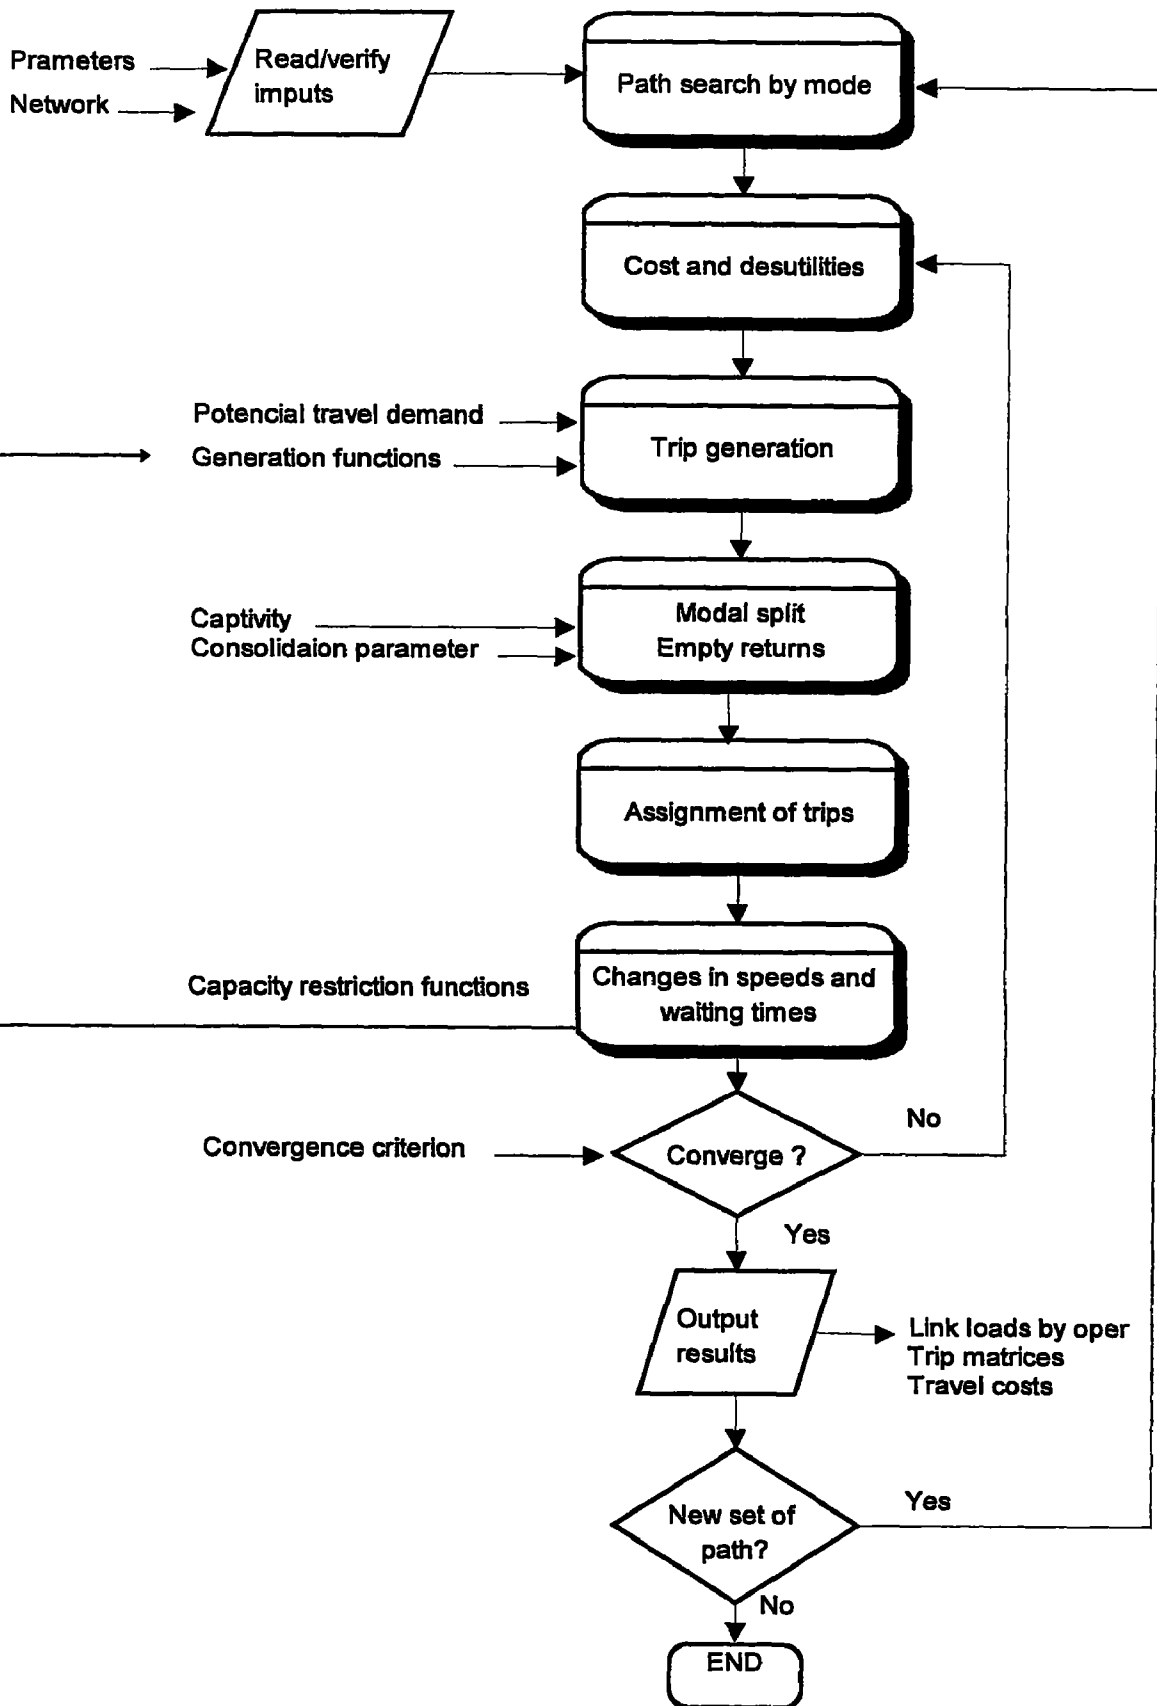 Prameters
Network
Read/verify
imputs
Path search by mode
Cost and desutilities
Potencial travel demand
Generation functions
Trip generation
Captivity
Consolidaion parameter
Modal split
Empty returns
Assignment of trips
Capacity restriction functions
Changes in speeds and
waiting times
No
Convergence criterion
Converge ?
Yes
Output
results
Link loads by oper
Trip matrices
Travel costs
New set of
path?
Yes
No
END